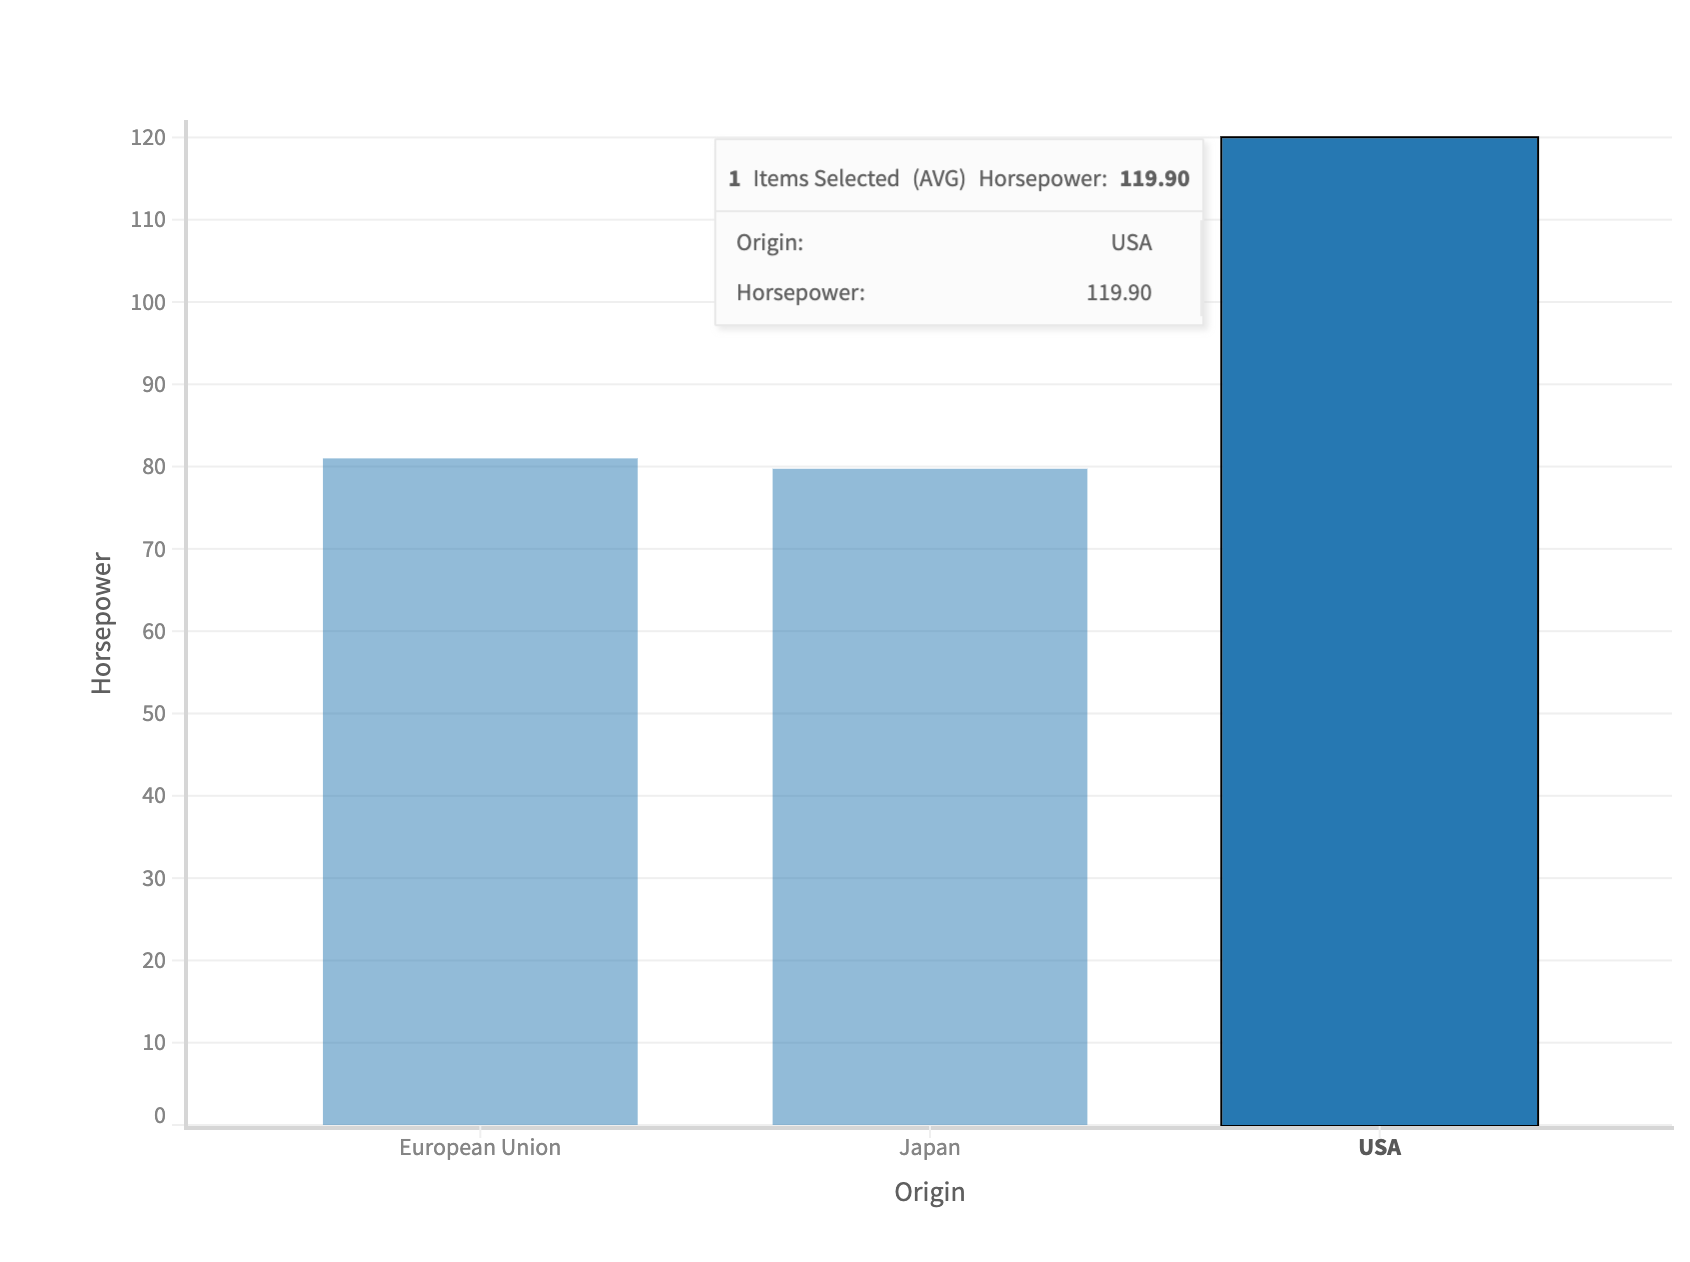 120
110
100
90
80
70
60
50
40
30
20
10
0
Horsepower
1 Items Selected (AVG) Horsepower: 119.90
Origin: USA
Horsepower: 119.90
European Union Japan USA
Origin